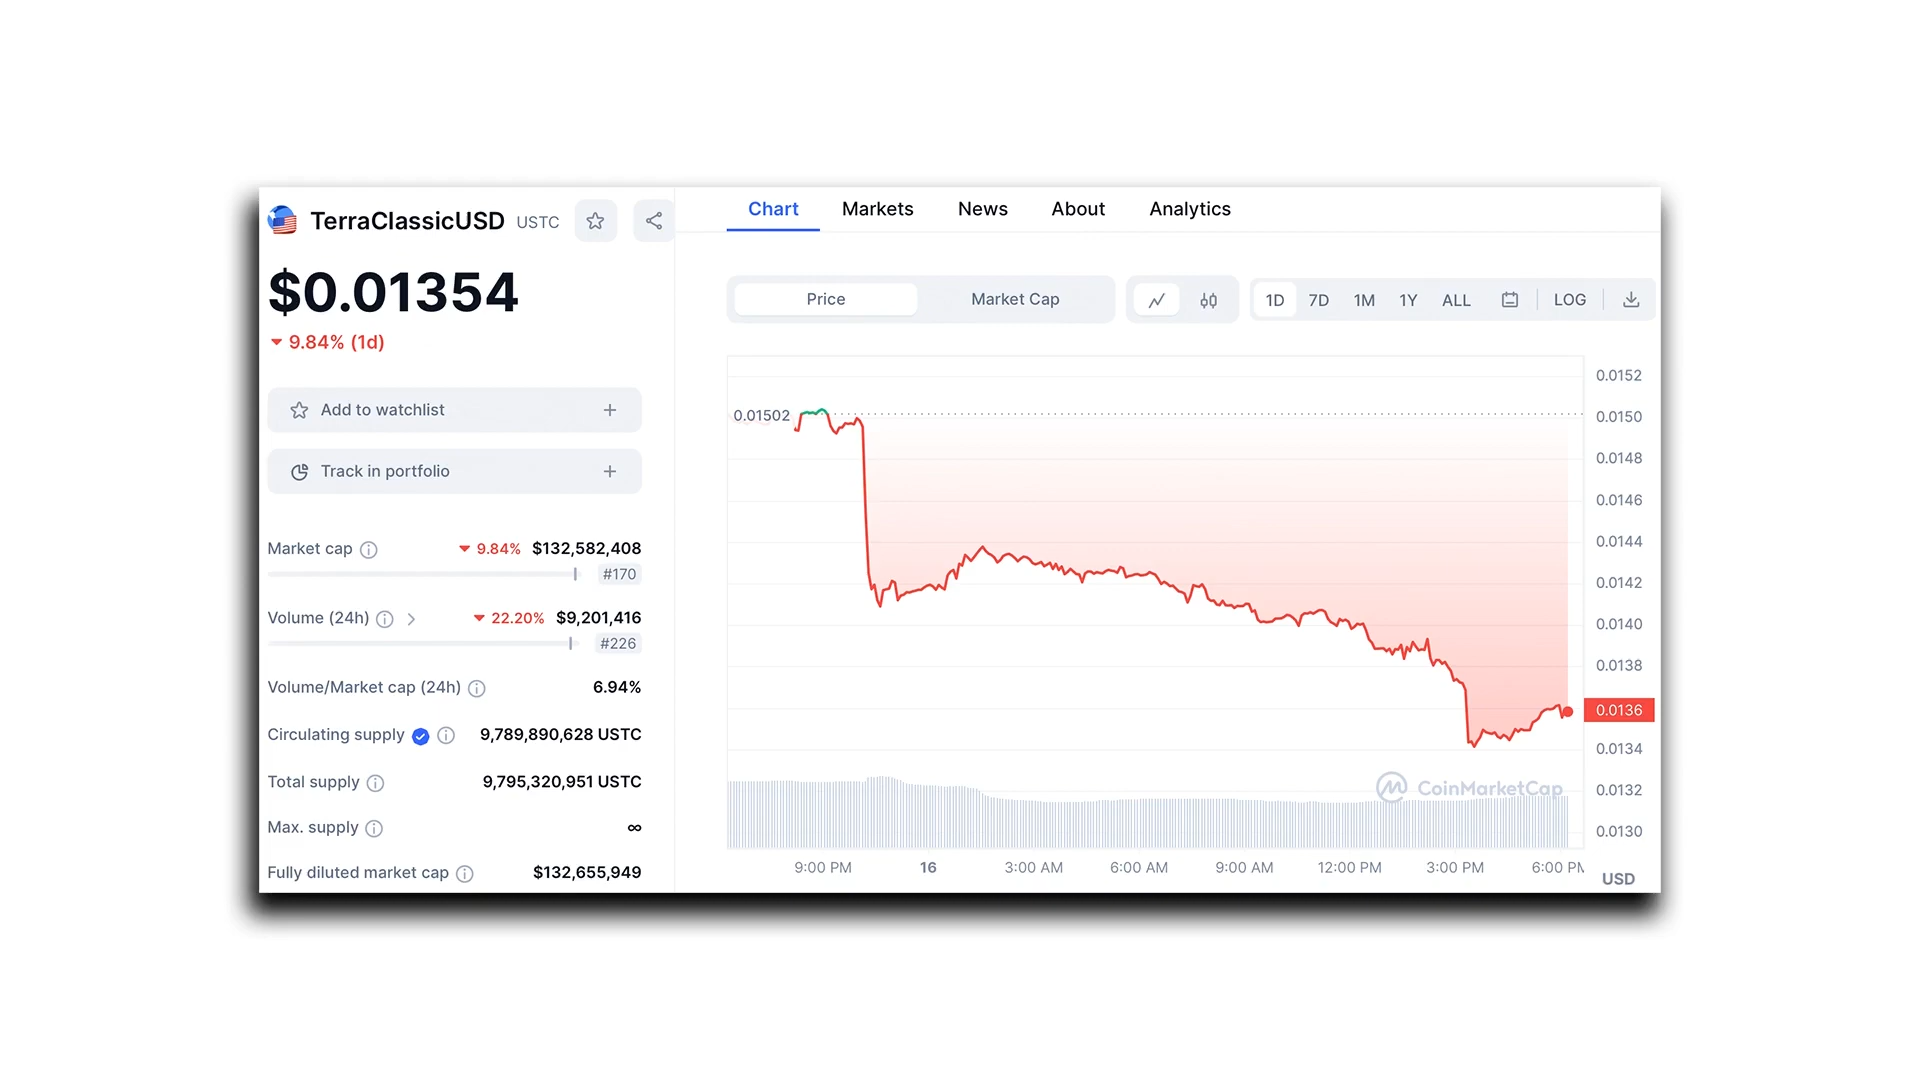 TerraClassicUSD USTC
$0.01354
9.84% (1d)
Add to watchlist +
Track in portfolio +
Market cap 9.84% $132,582,408
#170
Volume (24h) 22.20% $9,201,416
#226
Volume/Market cap (24h) 6.94%
Circulating supply 9,789,890,628 USTC
Total supply 9,795,320,951 USTC
Max. supply ∞
Fully diluted market cap $132,655,949
Chart Markets News About Analytics
Price Market Cap 1D 7D 1M 1Y ALL LOG
0.01502
0.0152
0.0150
0.0148
0.0146
0.0144
0.0142
0.0140
0.0138
0.0136
0.0134
0.0132
0.0130
CoinMarketCap
9:00 PM 16 3:00 AM 6:00 AM 9:00 AM 12:00 PM 3:00 PM 6:00 PM
USD